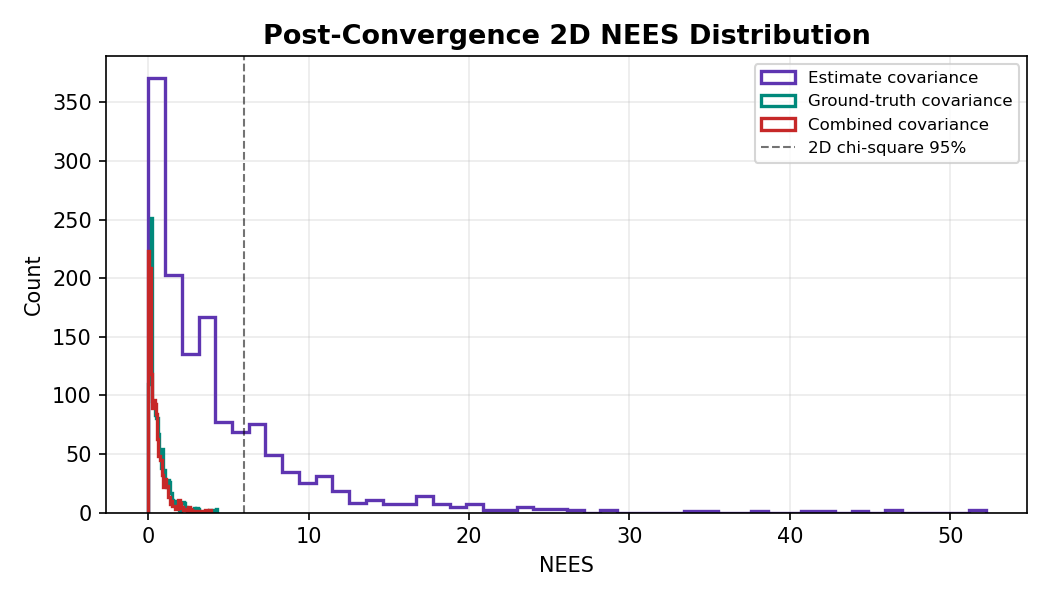 Post-Convergence 2D NEES Distribution
Estimate covariance
Ground-truth covariance
Combined covariance
2D chi-square 95%
Count
350
300
250
200
150
100
50
0
0 10 20 30 40 50
NEES